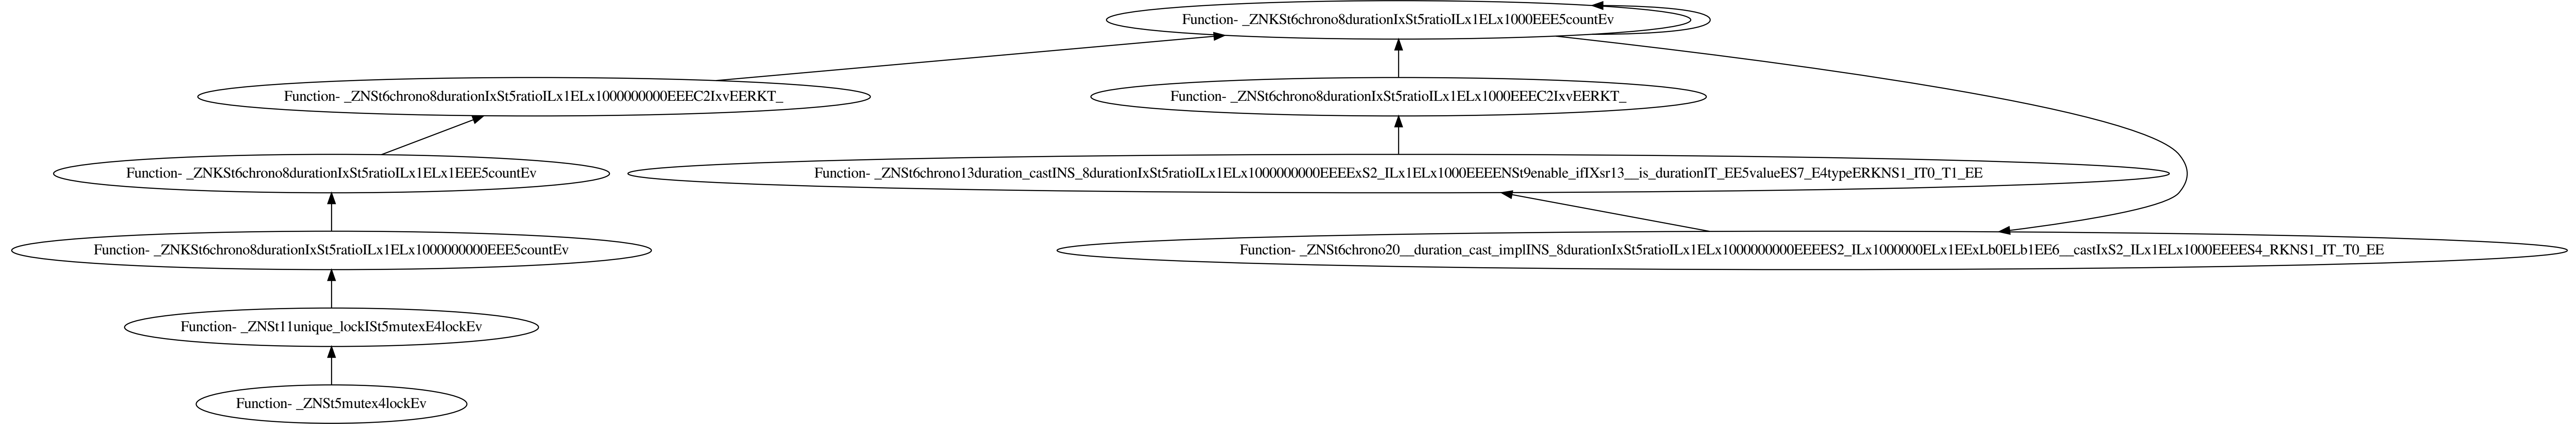 Function- _ZNKSt6chrono8durationIxSt5ratioILx1ELx1000EEE5countEv
Function- _ZNSt6chrono8durationIxSt5ratioILx1ELx1000000000EEEC2IxvEERKT_
Function- _ZNSt6chrono8durationIxSt5ratioILx1ELx1000EEEC2IxvEERKT_
Function- _ZNKSt6chrono8durationIxSt5ratioILx1ELx1EEE5countEv
Function- _ZNSt6chrono13duration_castINS_8durationIxSt5ratioILx1ELx1000000000EEEExS2_ILx1ELx1000EEEENSt9enable_ifIXsr13__is_durationIT_EE5valueES7_E4typeERKNS1_IT0_T1_EE
Function- _ZNKSt6chrono8durationIxSt5ratioILx1ELx1000000000EEE5countEv
Function- _ZNSt6chrono20__duration_cast_implINS_8durationIxSt5ratioILx1ELx1000000000EEEES2_ILx1000000ELx1EExLb0ELb1EE6__castIxS2_ILx1ELx1000EEEES4_RKNS1_IT_T0_EE
Function- _ZNSt11unique_lockISt5mutexE4lockEv
Function- _ZNSt5mutex4lockEv